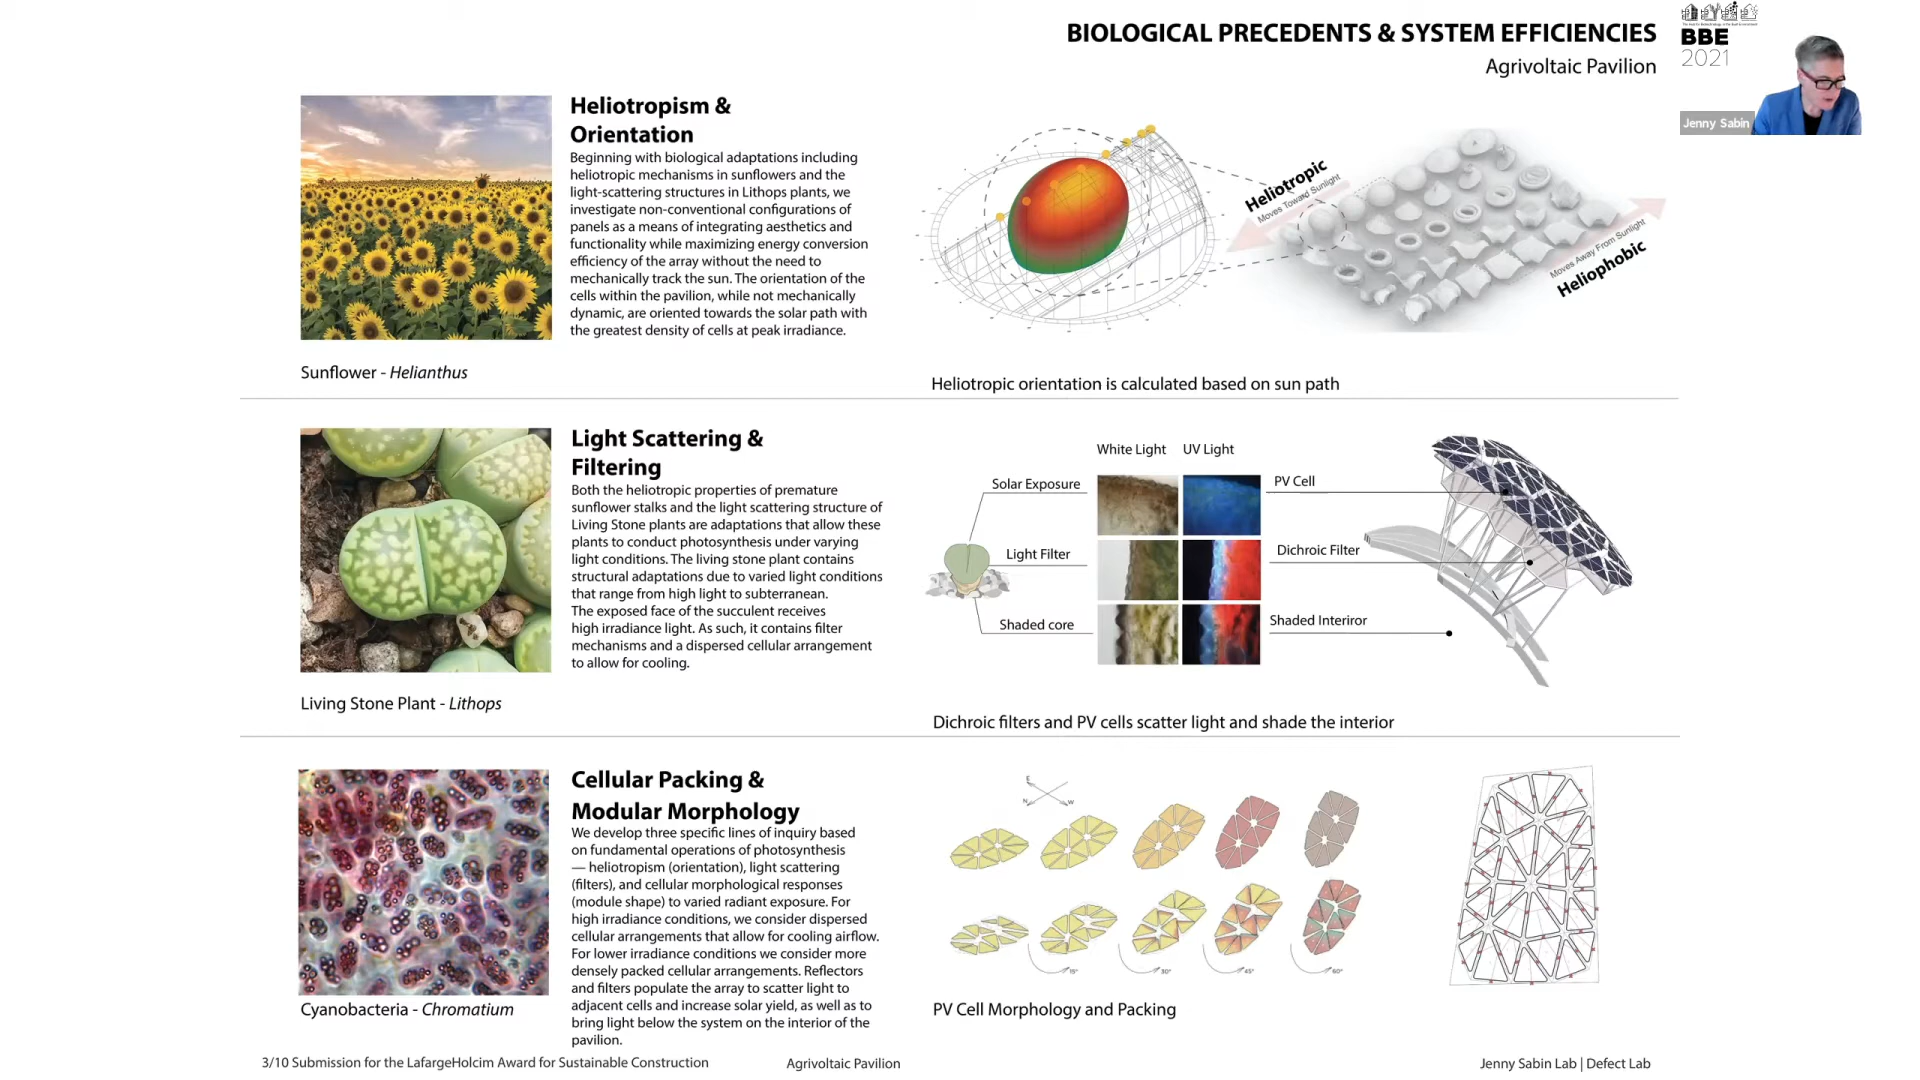 BIOLOGICAL PRECEDENTS & SYSTEM EFFICIENCIES
Agrivoltaic Pavilion
BBE
2021
Jenny Sabin
Heliotropism &
Orientation
Beginning with biological adaptations including
heliotropic mechanisms in sunflowers and the
light-scattering structures in Lithops plants, we
investigate non-conventional configurations of
panels as a means of integrating aesthetics and
functionality while maximizing energy conversion
efficiency of the array without the need to
mechanically track the sun. The orientation of the
cells within the pavilion, while not mechanically
dynamic, are oriented towards the solar path with
the greatest density of cells at peak irradiance.
Sunflower - Helianthus
Heliotropic
Moves Toward Sunlight
Moves Away From Sunlight
Heliophobic
Heliotropic orientation is calculated based on sun path
Light Scattering &
Filtering
Both the heliotropic properties of premature
sunflower stalks and the light scattering structure of
Living Stone plants are adaptations that allow these
plants to conduct photosynthesis under varying
light conditions. The living stone plant contains
structural adaptations due to varied light conditions
that range from high light to subterranean.
The exposed face of the succulent receives
high irradiance light. As such, it contains filter
mechanisms and a dispersed cellular arrangement
to allow for cooling.
Living Stone Plant - Lithops
White Light UV Light
Solar Exposure
Light Filter
Shaded core
PV Cell
Dichroic Filter
Shaded Interiror
Dichroic filters and PV cells scatter light and shade the interior
Cellular Packing &
Modular Morphology
We develop three specific lines of inquiry based
on fundamental operations of photosynthesis
— heliotropism (orientation), light scattering
(filters), and cellular morphological responses
(module shape) to varied radiant exposure. For
high irradiance conditions, we consider dispersed
cellular arrangements that allow for cooling airflow.
For lower irradiance conditions we consider more
densely packed cellular arrangements. Reflectors
and filters populate the array to scatter light to
adjacent cells and increase solar yield, as well as to
bring light below the system on the interior of the
pavilion.
Cyanobacteria - Chromatium
E
N
W
15°
30°
45°
60°
PV Cell Morphology and Packing
3/10 Submission for the LafargeHolcim Award for Sustainable Construction
Agrivoltaic Pavilion
Jenny Sabin Lab | Defect Lab